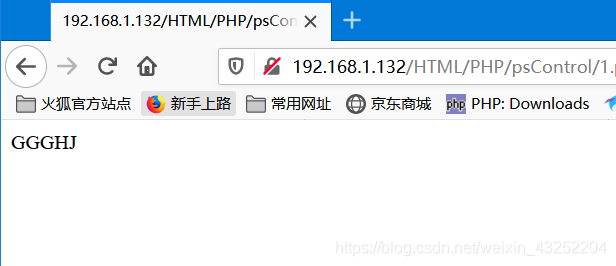 192.168.1.132/HTML/PHP/psCon
192.168.1.132/HTML/PHP/psControl/1.
火狐官方站点 新手上路 常用网址 京东商城 php PHP: Downloads
GGGHJ
https://blog.csdn.net/weixin_43252204